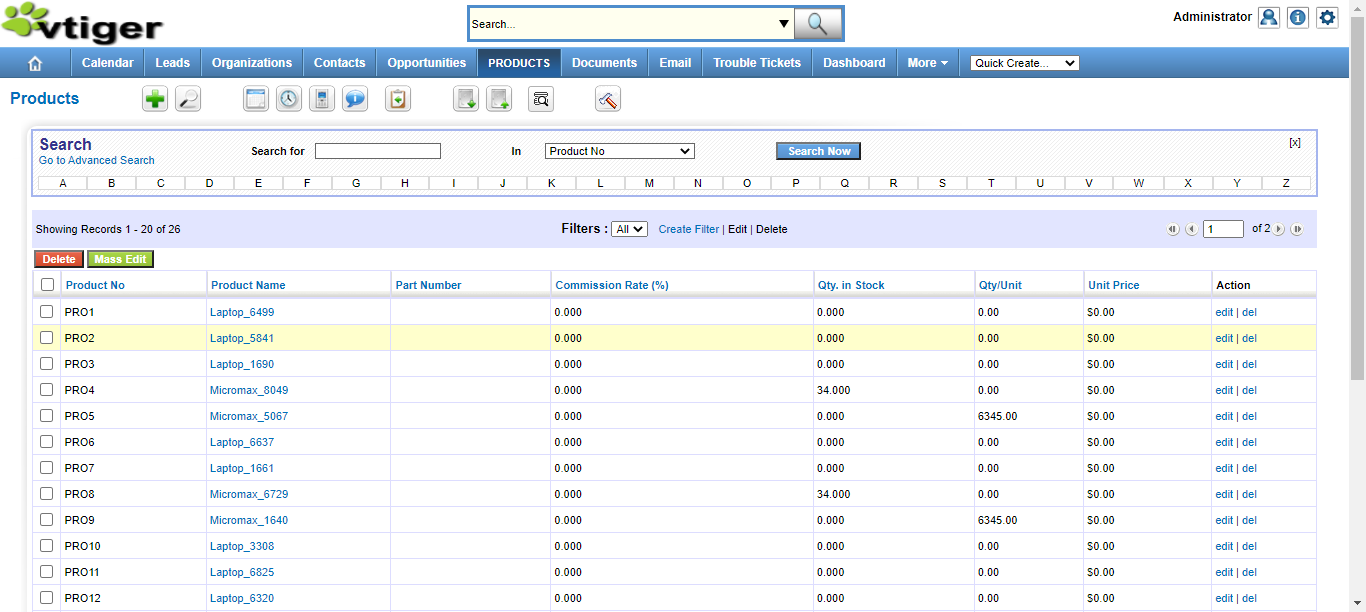 vtiger
Search...
Administrator
Calendar Leads Organizations Contacts Opportunities PRODUCTS Documents Email Trouble Tickets Dashboard More Quick Create...
Products
Search
Go to Advanced Search
Search for In Product No Search Now [x]
A B C D E F G H I J K L M N O P Q R S T U V W X Y Z
Showing Records 1 - 20 of 26 Filters : All Create Filter | Edit | Delete 1 of 2
Delete Mass Edit
Product No Product Name Part Number Commission Rate (%) Qty. in Stock Qty/Unit Unit Price Action
PRO1 Laptop_6499 0.000 0.000 0.00 $0.00 edit | del
PRO2 Laptop_5841 0.000 0.000 0.00 $0.00 edit | del
PRO3 Laptop_1690 0.000 0.000 0.00 $0.00 edit | del
PRO4 Micromax_8049 0.000 34.000 0.00 $0.00 edit | del
PRO5 Micromax_5067 0.000 0.000 6345.00 $0.00 edit | del
PRO6 Laptop_6637 0.000 0.000 0.00 $0.00 edit | del
PRO7 Laptop_1661 0.000 0.000 0.00 $0.00 edit | del
PRO8 Micromax_6729 0.000 34.000 0.00 $0.00 edit | del
PRO9 Micromax_1640 0.000 0.000 6345.00 $0.00 edit | del
PRO10 Laptop_3308 0.000 0.000 0.00 $0.00 edit | del
PRO11 Laptop_6825 0.000 0.000 0.00 $0.00 edit | del
PRO12 Laptop_6320 0.000 0.000 0.00 $0.00 edit | del